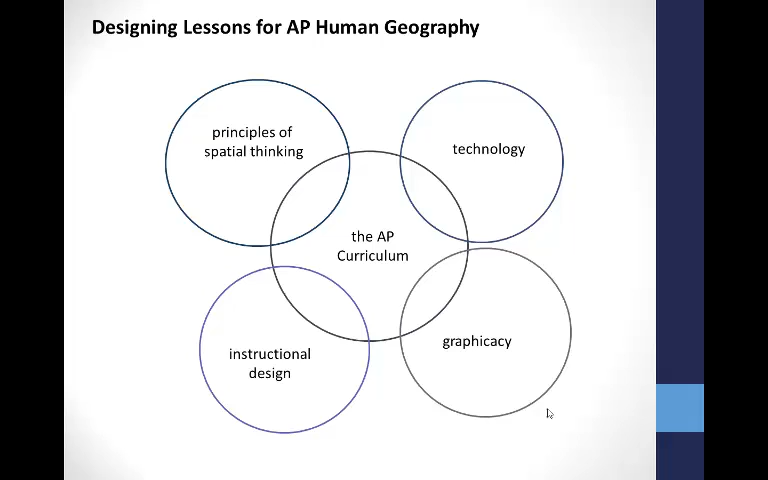 Designing Lessons for AP Human Geography
principles of
spatial thinking
technology
the AP
Curriculum
instructional
design
graphicacy